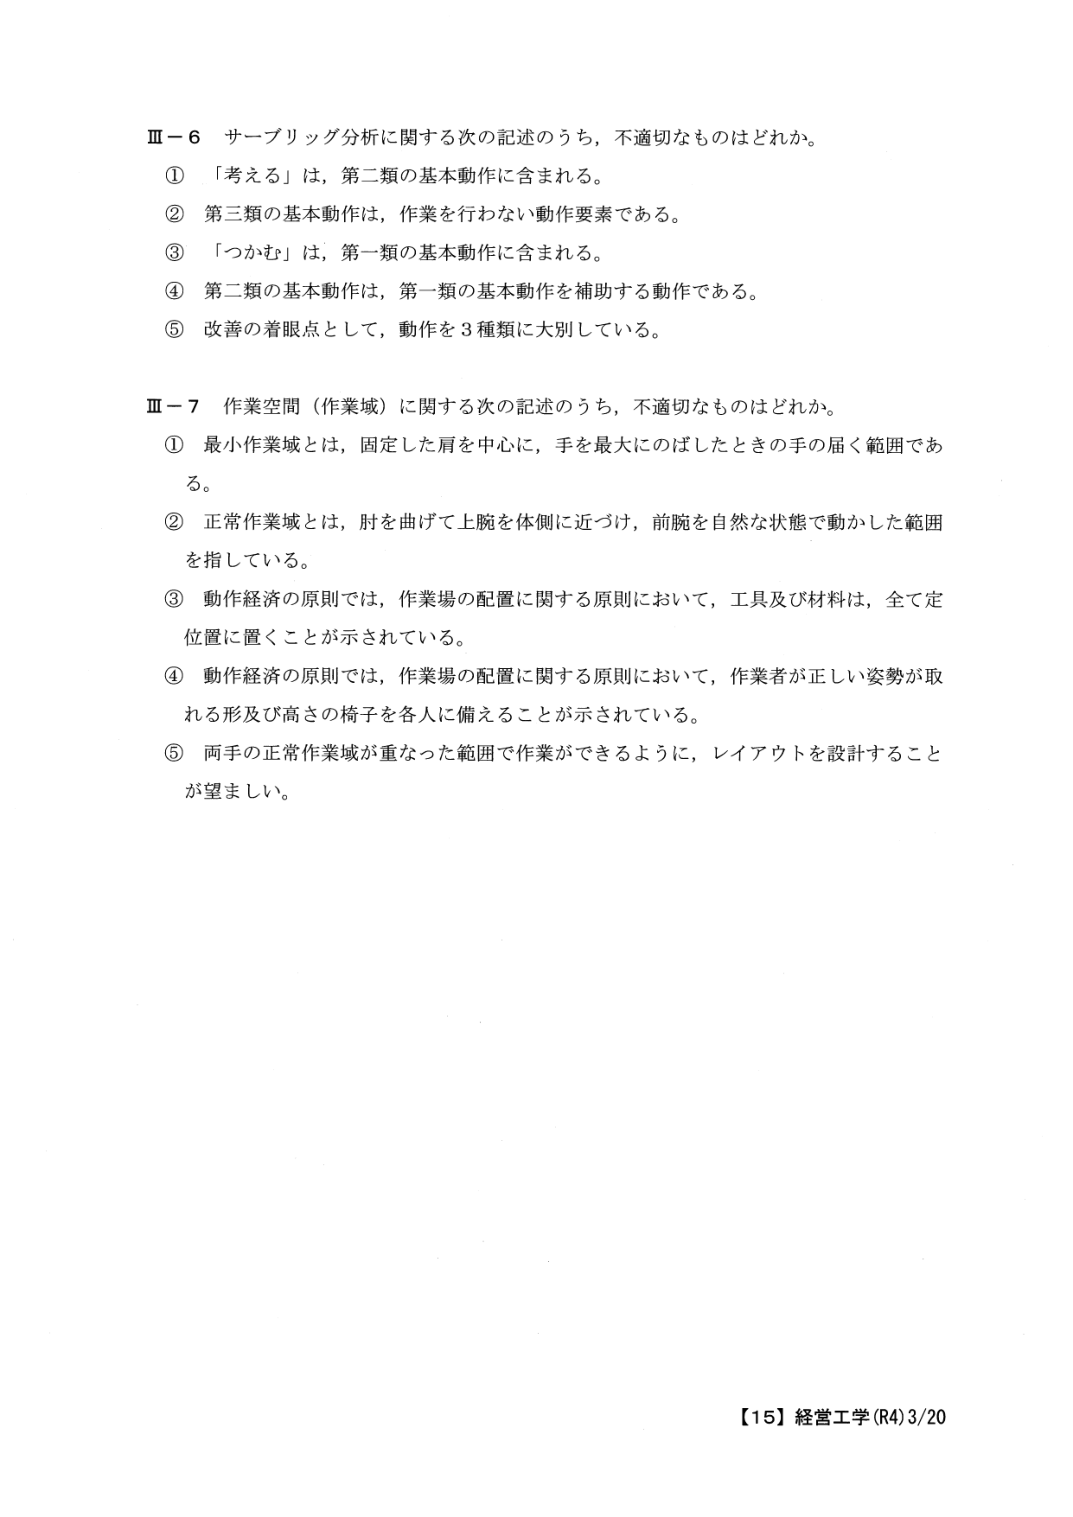 Ⅲ－６　サーブリッグ分析に関する次の記述のうち，不適切なものはどれか。
①　「考える」は，第二類の基本動作に含まれる。
②　第三類の基本動作は，作業を行わない動作要素である。
③　「つかむ」は，第一類の基本動作に含まれる。
④　第二類の基本動作は，第一類の基本動作を補助する動作である。
⑤　改善の着眼点として，動作を３種類に大別している。
Ⅲ－７　作業空間（作業域）に関する次の記述のうち，不適切なものはどれか。
①　最小作業域とは，固定した肩を中心に，手を最大にのばしたときの手の届く範囲であ
る。
②　正常作業域とは，肘を曲げて上腕を体側に近づけ，前腕を自然な状態で動かした範囲
を指している。
③　動作経済の原則では，作業場の配置に関する原則において，工具及び材料は，全て定
位置に置くことが示されている。
④　動作経済の原則では，作業場の配置に関する原則において，作業者が正しい姿勢が取
れる形及び高さの椅子を各人に備えることが示されている。
⑤　両手の正常作業域が重なった範囲で作業ができるように，レイアウトを設計すること
が望ましい。
【15】経営工学(R4)3/20